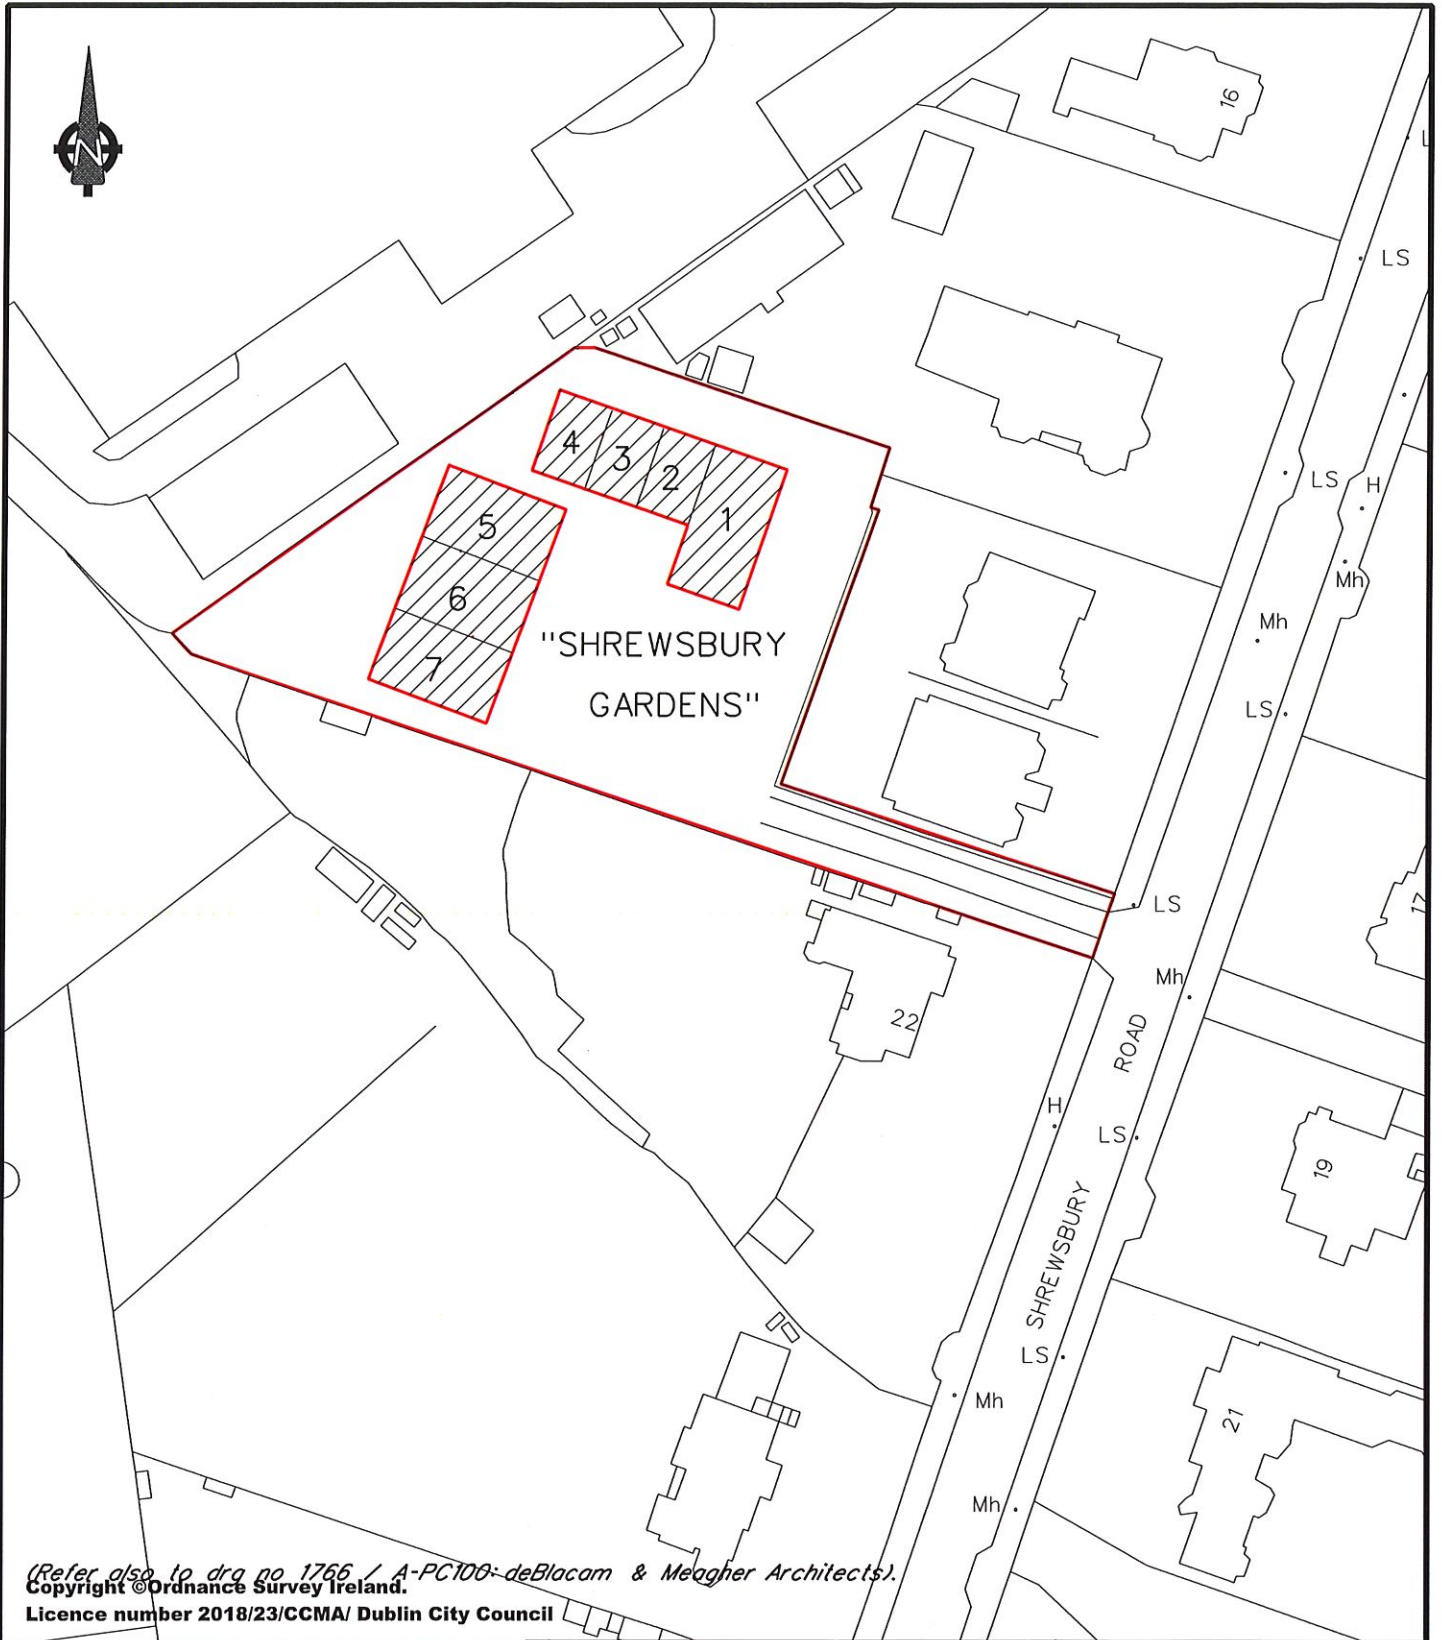 N
16
LS
LS
H
Mh
Mh
LS
4
3
2
1
5
6
7
"SHREWSBURY
GARDENS"
LS
17
Mh
22
ROAD
H
LS
19
SHREWSBURY
LS
Mh
21
Mh
(Refer also to drg no 1766 / A-PC100: deBlacam & Meagher Architects).
Copyright ©Ordnance Survey Ireland.
Licence number 2018/23/CCMA/ Dublin City Council